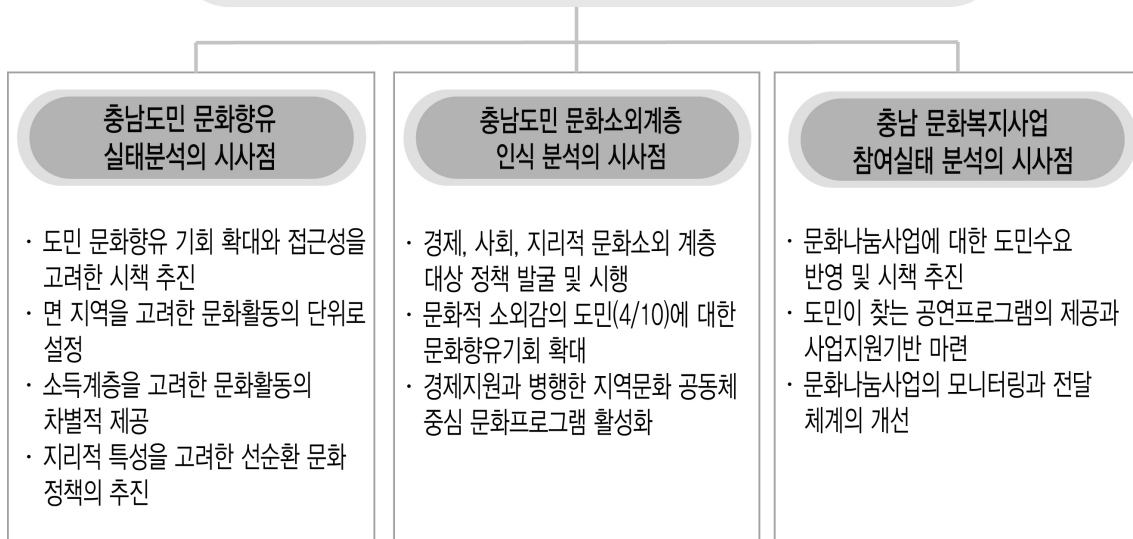 충남도민 문화향유
실태분석의 시사점
· 도민 문화향유 기회 확대와 접근성을
고려한 시책 추진
· 면 지역을 고려한 문화활동의 단위로
설정
· 소득계층을 고려한 문화활동의
차별적 제공
· 지리적 특성을 고려한 선순환 문화
정책의 추진
충남도민 문화소외계층
인식 분석의 시사점
· 경제, 사회, 지리적 문화소외 계층
대상 정책 발굴 및 시행
· 문화적 소외감의 도민(4/10)에 대한
문화향유기회 확대
· 경제지원과 병행한 지역문화 공동체
중심 문화프로그램 활성화
충남 문화복지사업
참여실태 분석의 시사점
· 문화나눔사업에 대한 도민수요
반영 및 시책 추진
· 도민이 찾는 공연프로그램의 제공과
사업지원기반 마련
· 문화나눔사업의 모니터링과 전달
체계의 개선